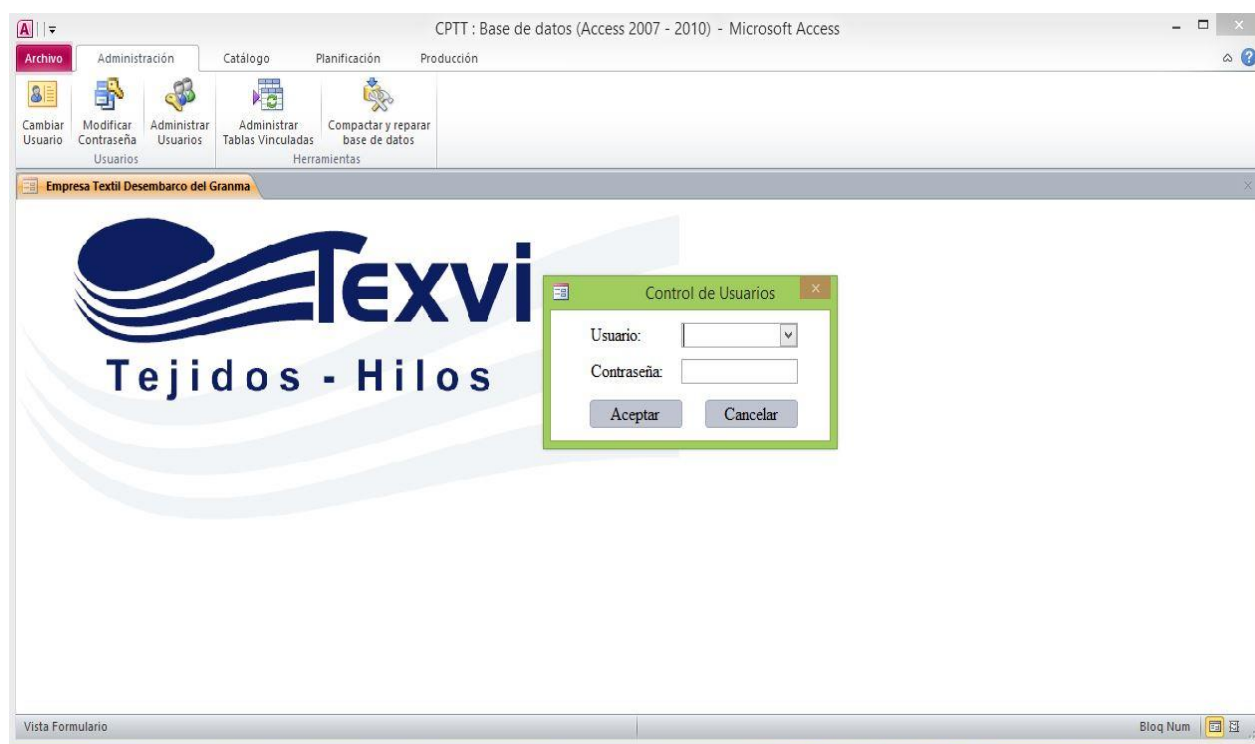 A
CPTT : Base de datos (Access 2007 - 2010) - Microsoft Access
Archivo Administración Catálogo Planificación Producción
Cambiar Usuario
Modificar Contraseña
Administrar Usuarios
Administrar Tablas Vinculadas
Compactar y reparar base de datos
Usuarios Herramientas
Empresa Textil Desembarco del Granma
Texvi
Tejidos - Hilos
Control de Usuarios
Usuario:
Contraseña:
Aceptar Cancelar
Vista Formulario Bloq Num